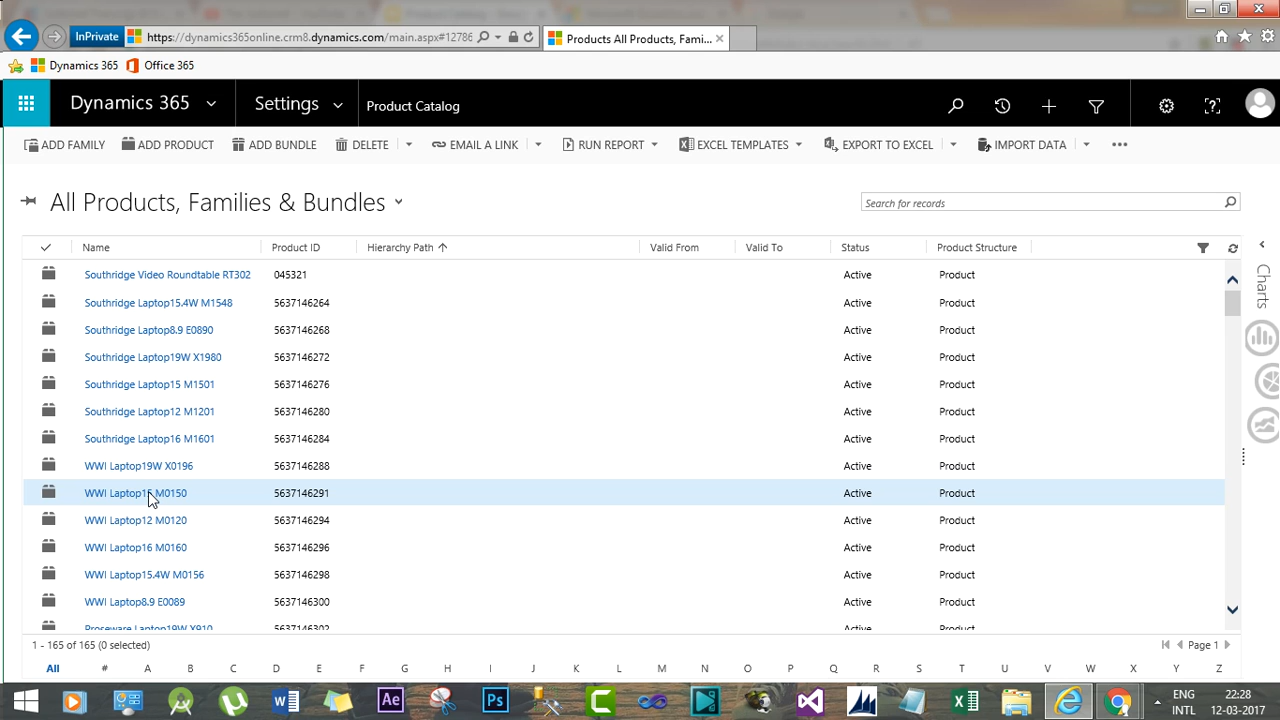 InPrivate https://dynamics365online.crm8.dynamics.com/main.aspx#12786 Products All Products, Fami...
Dynamics 365 Office 365
Dynamics 365 Settings Product Catalog
ADD FAMILY ADD PRODUCT ADD BUNDLE DELETE EMAIL A LINK RUN REPORT EXCEL TEMPLATES EXPORT TO EXCEL IMPORT DATA
All Products, Families & Bundles Search for records
Name Product ID Hierarchy Path Valid From Valid To Status Product Structure
Southridge Video Roundtable RT302 045321 Active Product
Southridge Laptop15.4W M1548 5637146264 Active Product
Southridge Laptop8.9 E0890 5637146268 Active Product
Southridge Laptop19W X1980 5637146272 Active Product
Southridge Laptop15 M1501 5637146276 Active Product
Southridge Laptop12 M1201 5637146280 Active Product
Southridge Laptop16 M1601 5637146284 Active Product
WWI Laptop19W X0196 5637146288 Active Product
WWI M0150 5637146291 Active Product
WWI Laptop12 M0120 5637146294 Active Product
WWI Laptop16 M0160 5637146296 Active Product
WWI Laptop15.4W M0156 5637146298 Active Product
WWI Laptop8.9 E0089 5637146300 Active Product
Proseware Laptop19W X910 5637146302 Active Product
Charts
1 - 165 of 165 (0 selected) Page 1
All # A B C D E F G H I J K L M N O P Q R S T U V W X Y Z
ENG 22:28
INTL 12-03-2017